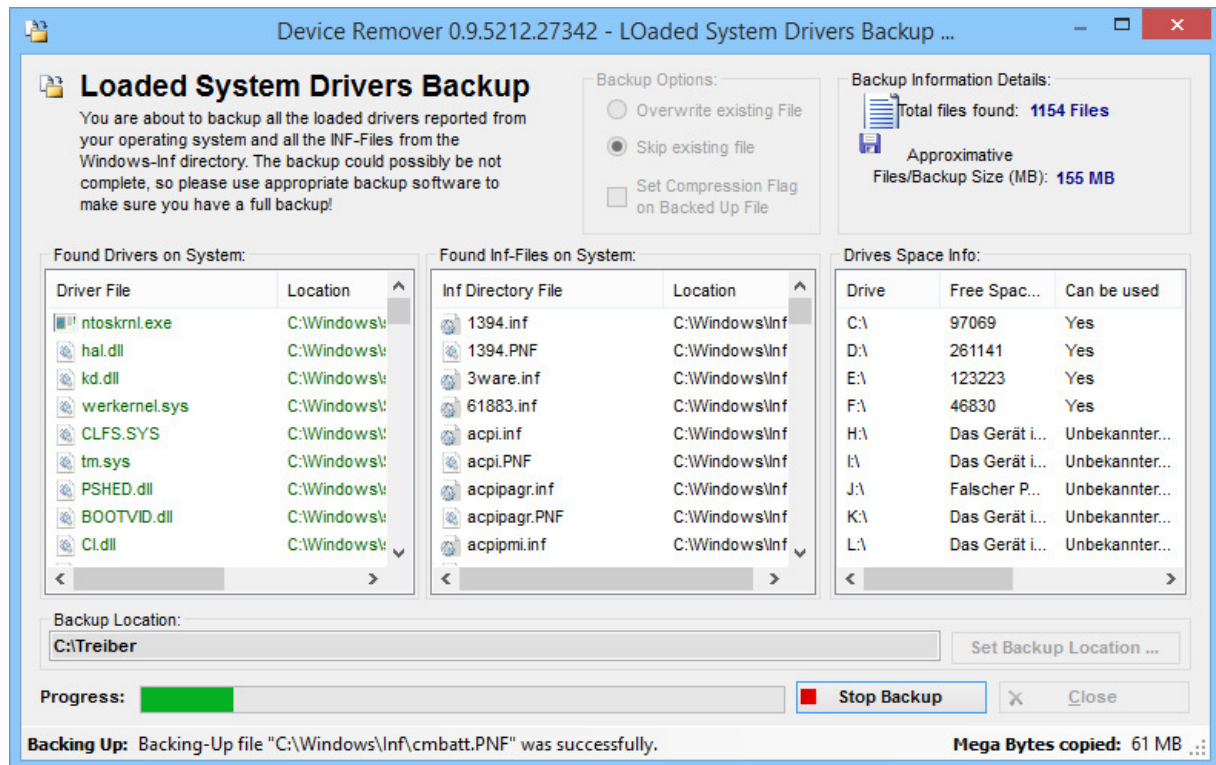 Device Remover 0.9.5212.27342 - LOaded System Drivers Backup ...
Loaded System Drivers Backup
You are about to backup all the loaded drivers reported from
your operating system and all the INF-Files from the
Windows-Inf directory. The backup could possibly be not
complete, so please use appropriate backup software to
make sure you have a full backup!
Backup Options:
Overwrite existing File
Skip existing file
Set Compression Flag
on Backed Up File
Backup Information Details:
Total files found: 1154 Files
Approximative
Files/Backup Size (MB): 155 MB
Found Drivers on System:
Driver File Location
ntoskrnl.exe C:\Windows\s
hal.dll C:\Windows\s
kd.dll C:\Windows\s
werkernel.sys C:\Windows\S
CLFS.SYS C:\Windows\S
tm.sys C:\Windows\S
PSHED.dll C:\Windows\s
BOOTVID.dll C:\Windows\s
CI.dll C:\Windows\s
Found Inf-Files on System:
Inf Directory File Location
1394.inf C:\Windows\Inf
1394.PNF C:\Windows\Inf
3ware.inf C:\Windows\Inf
61883.inf C:\Windows\Inf
acpi.inf C:\Windows\Inf
acpi.PNF C:\Windows\Inf
acpipagr.inf C:\Windows\Inf
acpipagr.PNF C:\Windows\Inf
acpipmi.inf C:\Windows\Inf
Drives Space Info:
Drive Free Spac... Can be used
C:\ 97069 Yes
D:\ 261141 Yes
E:\ 123223 Yes
F:\ 46830 Yes
H:\ Das Gerät i... Unbekannter...
I:\ Das Gerät i... Unbekannter...
J:\ Falscher P... Unbekannter...
K:\ Das Gerät i... Unbekannter...
L:\ Das Gerät i... Unbekannter...
Backup Location:
C:\Treiber
Set Backup Location ...
Progress:
Stop Backup
Close
Backing Up: Backing-Up file "C:\Windows\Inf\cmbatt.PNF" was successfully.
Mega Bytes copied: 61 MB